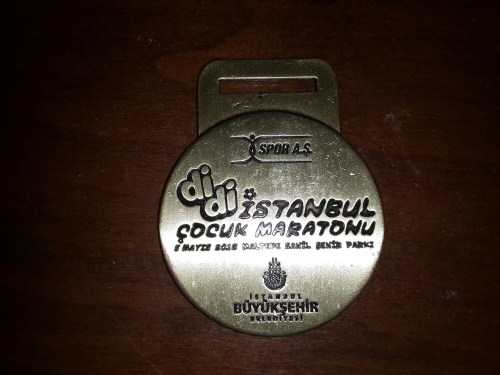 SPOR A.Ş.
didi İSTANBUL
ÇOCUK MARATONU
MAYIS MALTEPE SAHİL ŞEHİR PARKI
İSTANBUL
BÜYÜKŞEHİR
BELEDİYESİ